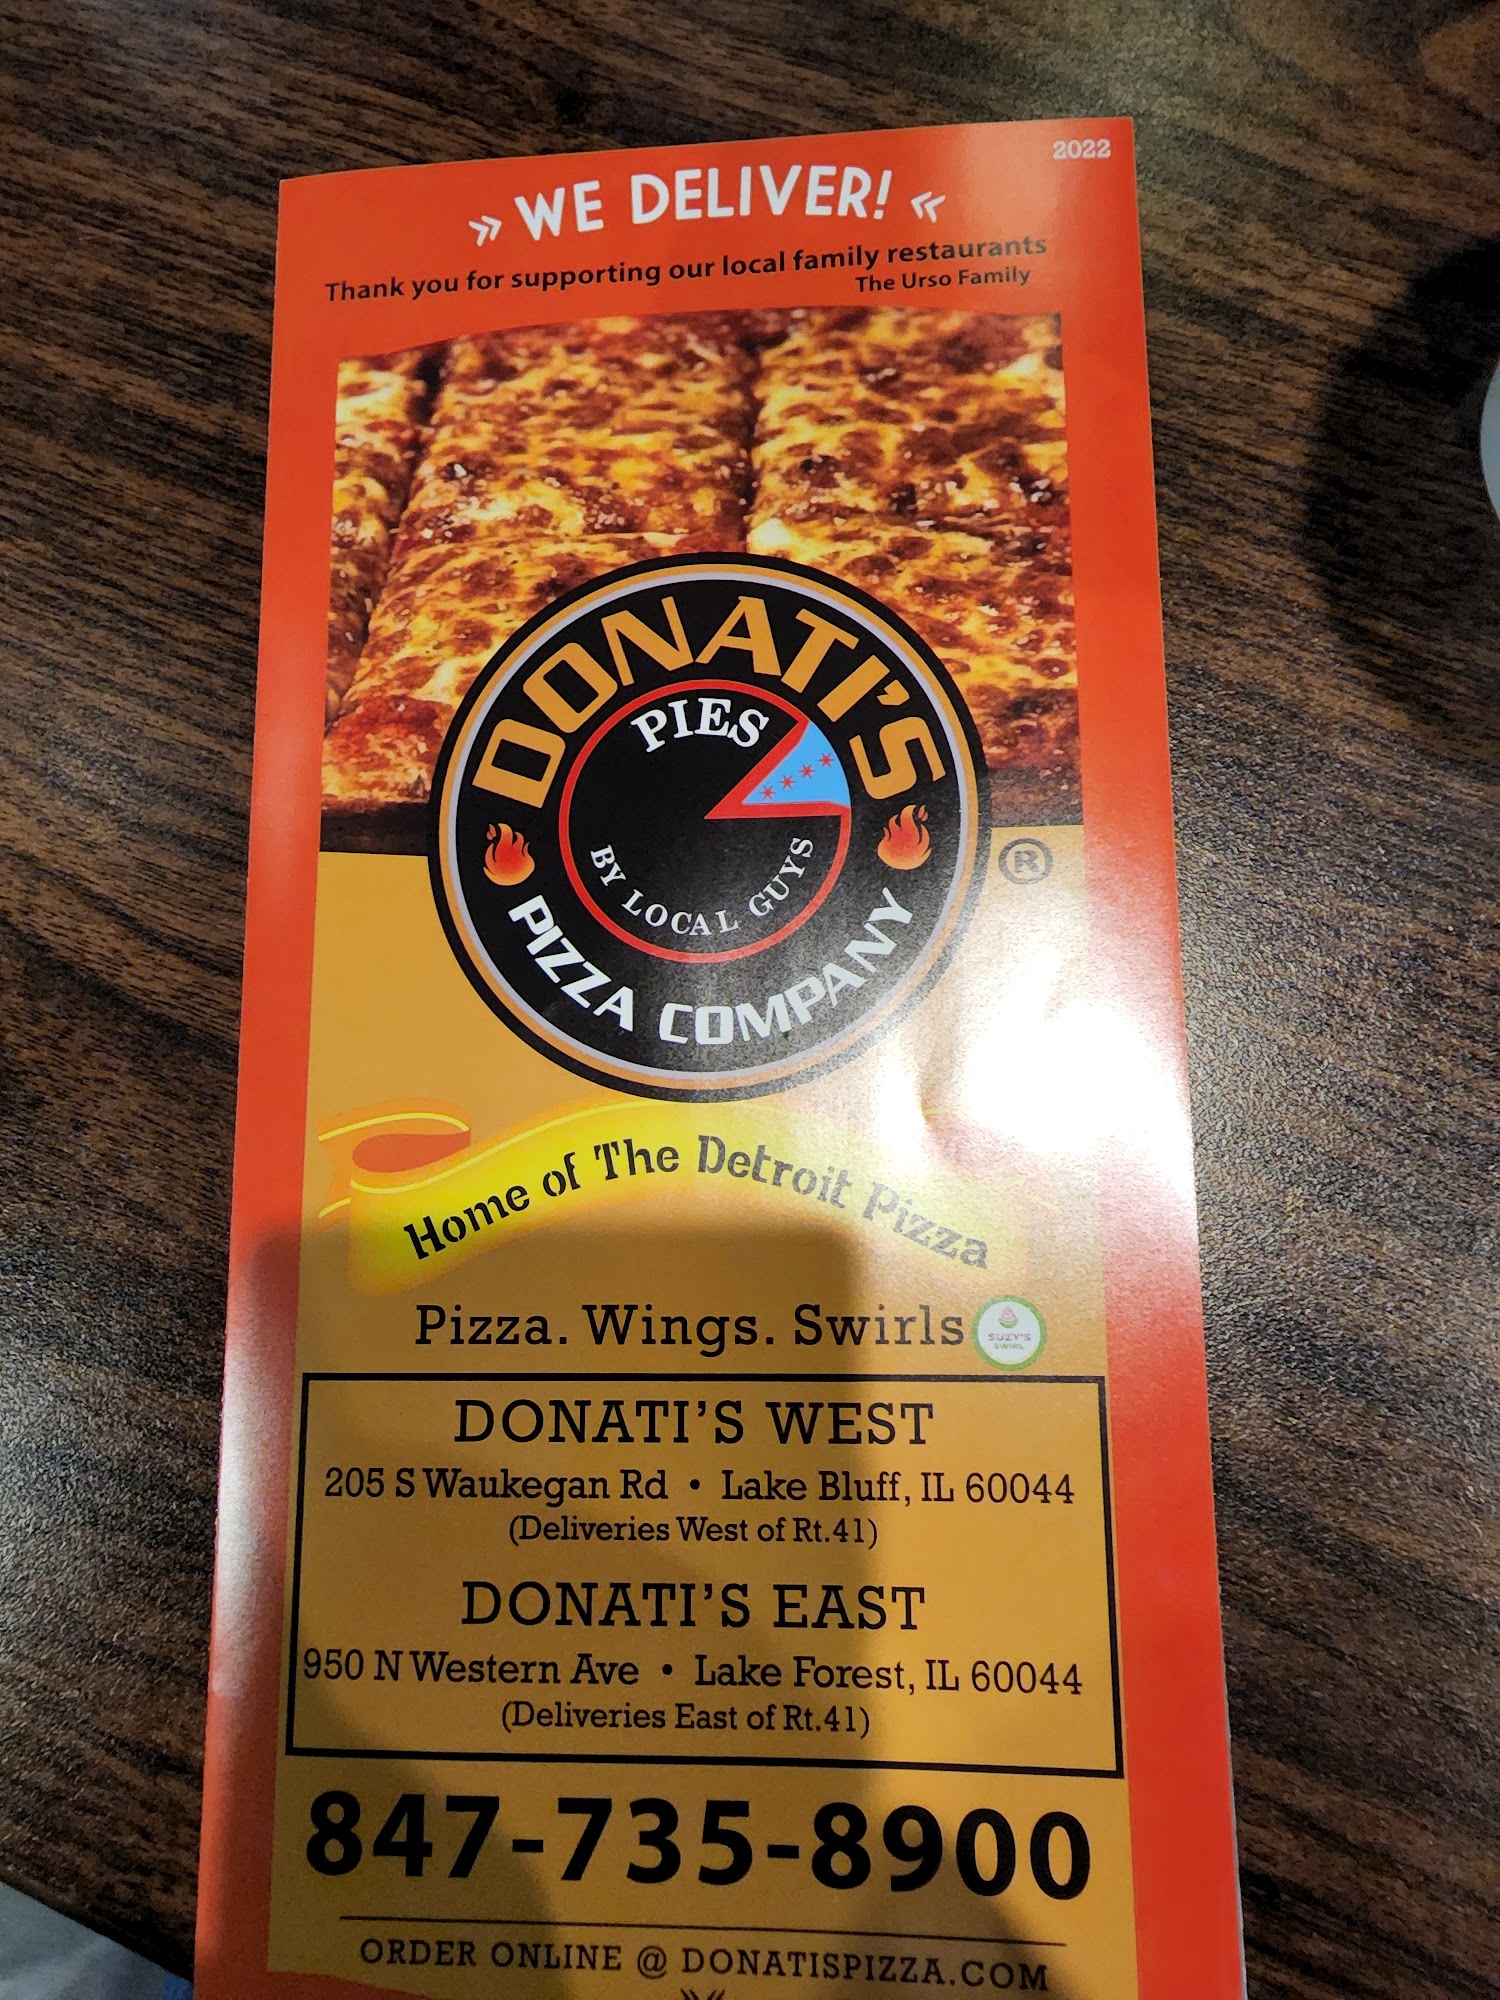 2022
» WE DELIVER! «
Thank you for supporting our local family restaurants
The Urso Family
DONATI'S
PIES
BY LOCAL GUYS
PIZZA COMPANY
®
Home of The Detroit Pizza
Pizza. Wings. Swirls
SUZY'S
SWIRL
DONATI'S WEST
205 S Waukegan Rd • Lake Bluff, IL 60044
(Deliveries West of Rt.41)
DONATI'S EAST
950 N Western Ave • Lake Forest, IL 60044
(Deliveries East of Rt.41)
847-735-8900
ORDER ONLINE @ DONATISPIZZA.COM